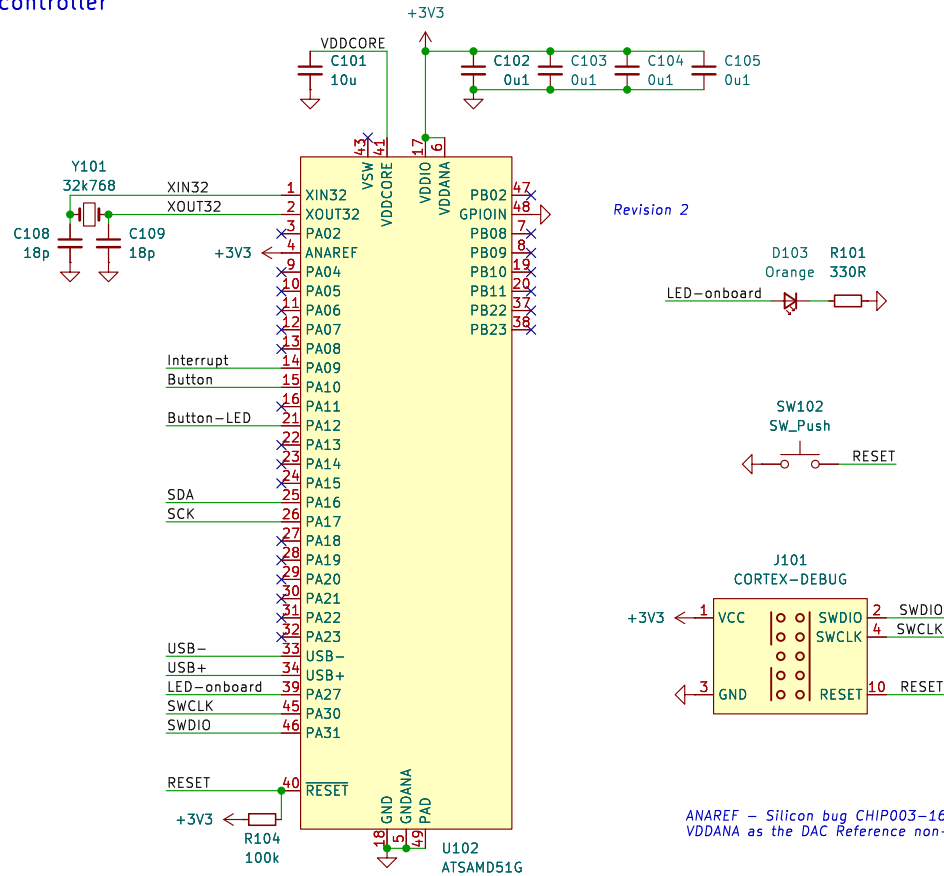 controller
+3V3
VDDCORE
C101
10u
C102
0u1
C103
0u1
C104
0u1
C105
0u1
43
41
17
6
VSW
VDDCORE
VDDIO
VDDANA
Y101
32k768
C108
18p
C109
18p
XIN32
1
XIN32
XOUT32
2
XOUT32
3
PA02
+3V3
4
ANAREF
9
PA04
10
PA05
11
PA06
12
PA07
13
PA08
Interrupt
14
PA09
Button
15
PA10
16
PA11
Button-LED
21
PA12
22
PA13
23
PA14
24
PA15
SDA
25
PA16
SCK
26
PA17
27
PA18
28
PA19
29
PA20
30
PA21
31
PA22
32
PA23
USB-
33
USB-
USB+
34
USB+
LED-onboard
39
PA27
SWCLK
45
PA30
SWDIO
46
PA31
RESET
40
RESET
+3V3
R104
100k
PB02
47
GPIOIN
48
PB08
7
PB09
8
PB10
19
PB11
20
PB22
37
PB23
38
GND
GNDANA
PAD
18
5
49
U102
ATSAMD51G
Revision 2
D103
Orange
R101
330R
LED-onboard
SW102
SW_Push
RESET
J101
CORTEX-DEBUG
+3V3
1
VCC
SWDIO
2
SWDIO
SWCLK
4
SWCLK
3
GND
RESET
10
RESET
ANAREF - Silicon bug CHIP003-16
VDDANA as the DAC Reference non-